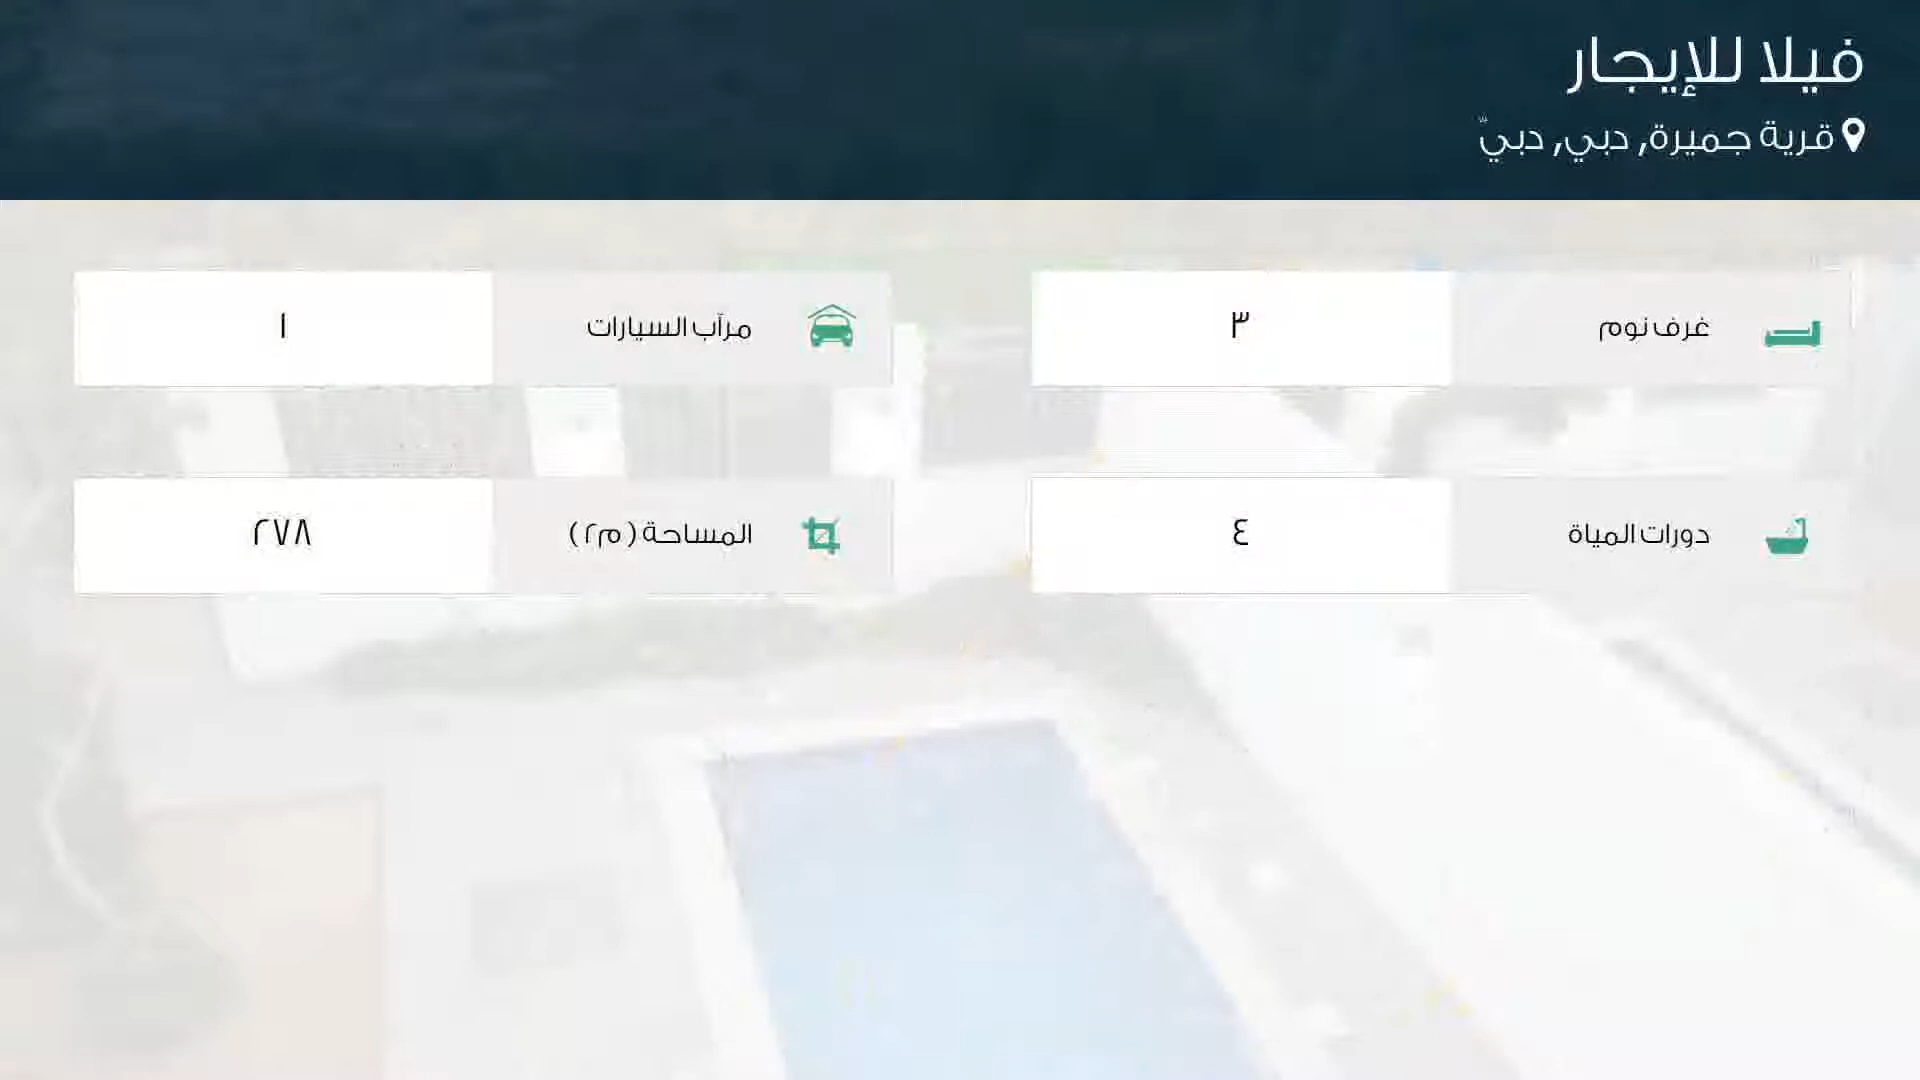 فيلا للإيجار
قرية جميرة, دبي, دبيّ
غرف نوم
٣
مرآب السيارات
١
دورات المياة
٤
المساحة (م٢)
٢٧٨